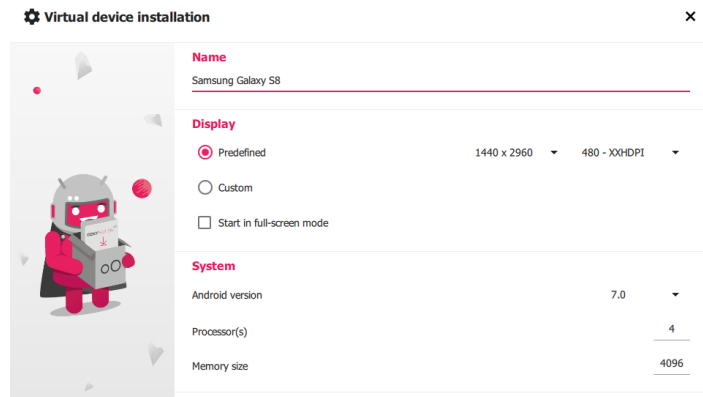 Virtual device installation
Name
Samsung Galaxy S8
Display
Predefined 1440 x 2960 480 - XXHDPI
Custom
Start in full-screen mode
System
Android version 7.0
Processor(s) 4
Memory size 4096